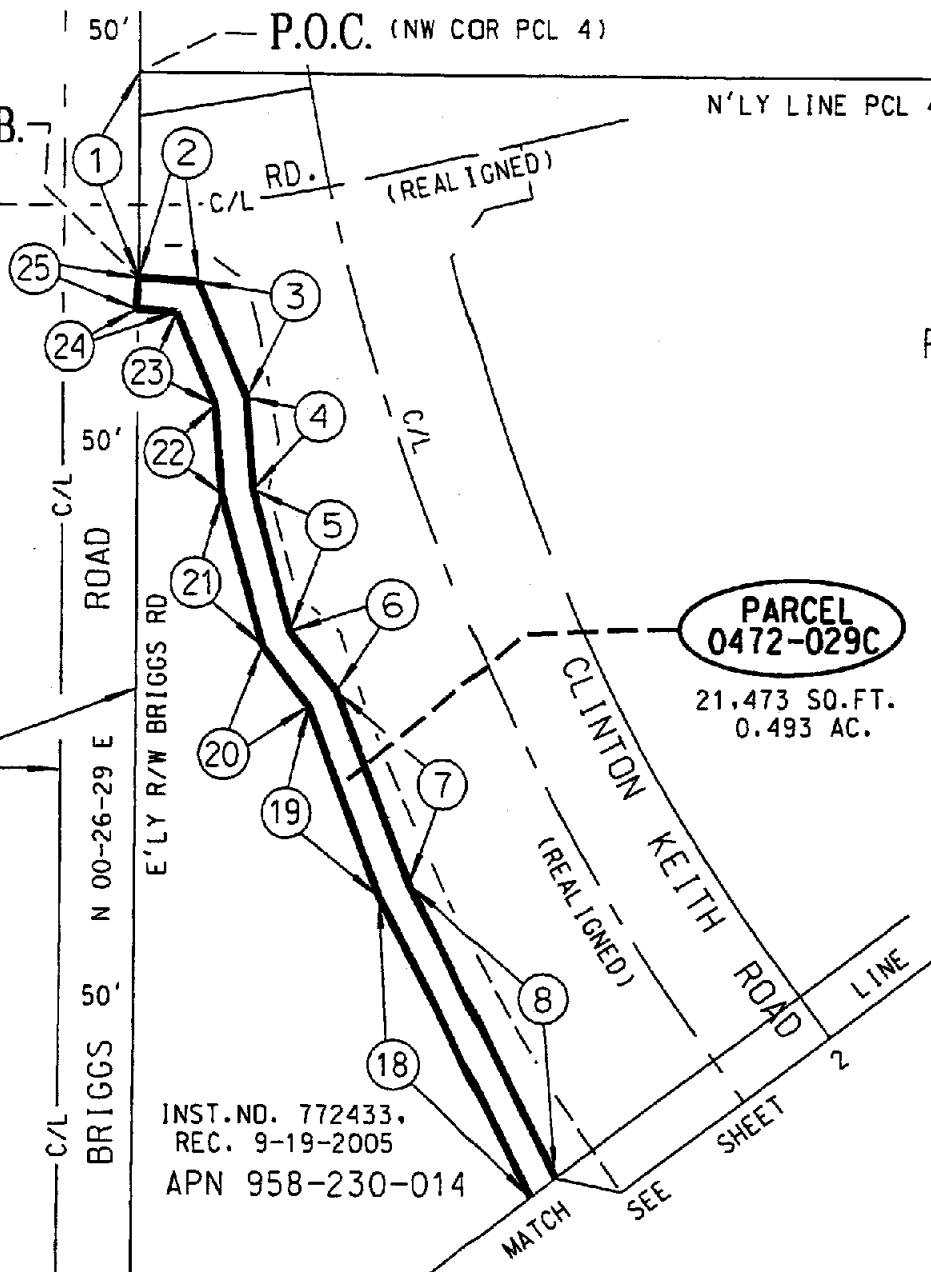 50'
P.O.C. (NW COR PCL 4)
N'LY LINE PCL 4
B.
1
2
C/L RD.
(REALIGNED)
25
3
24
23
4
50'
C/L
22
C/L
5
21
6
ROAD
E'LY R/W BRIGGS RD
PARCEL
0472-029C
21,473 SQ.FT.
0.493 AC.
20
7
19
N 00-26-29 E
CLINTON KEITH ROAD
(REALIGNED)
50'
8
LINE
18
2
BRIGGS
C/L
INST.NO. 772433,
REC. 9-19-2005
APN 958-230-014
SHEET
SEE
MATCH